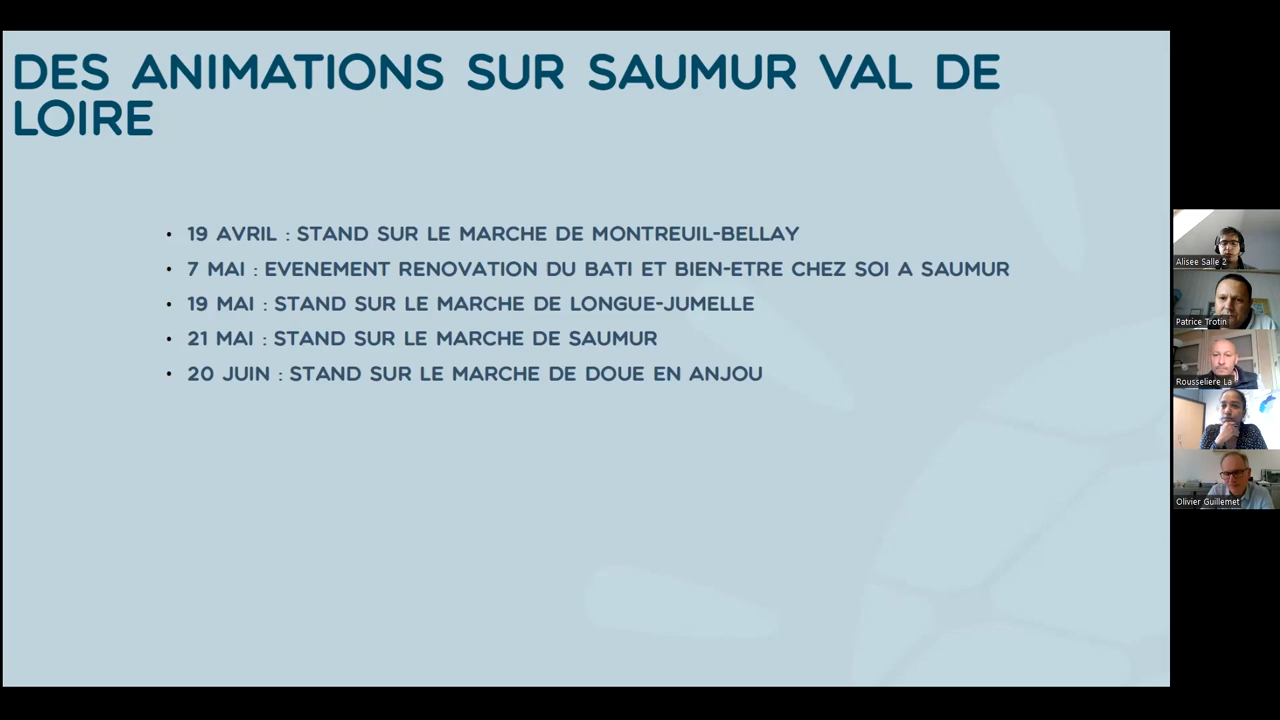 DES ANIMATIONS SUR SAUMUR VAL DE
LOIRE
• 19 AVRIL : STAND SUR LE MARCHE DE MONTREUIL-BELLAY
• 7 MAI : EVENEMENT RENOVATION DU BATI ET BIEN-ETRE CHEZ SOI A SAUMUR
• 19 MAI : STAND SUR LE MARCHE DE LONGUE-JUMELLE
• 21 MAI : STAND SUR LE MARCHE DE SAUMUR
• 20 JUIN : STAND SUR LE MARCHE DE DOUE EN ANJOU
Alisee Salle 2
Patrice Trotin
Rousseliere La
Olivier Guillemet